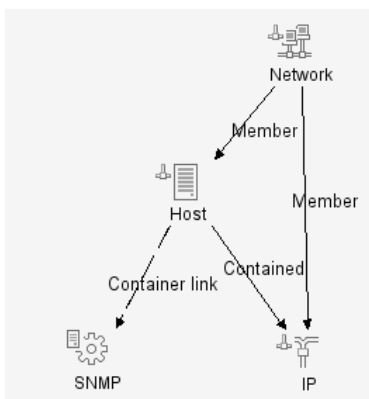 Network
Member
Member
Host
Contained
Container link
SNMP
IP